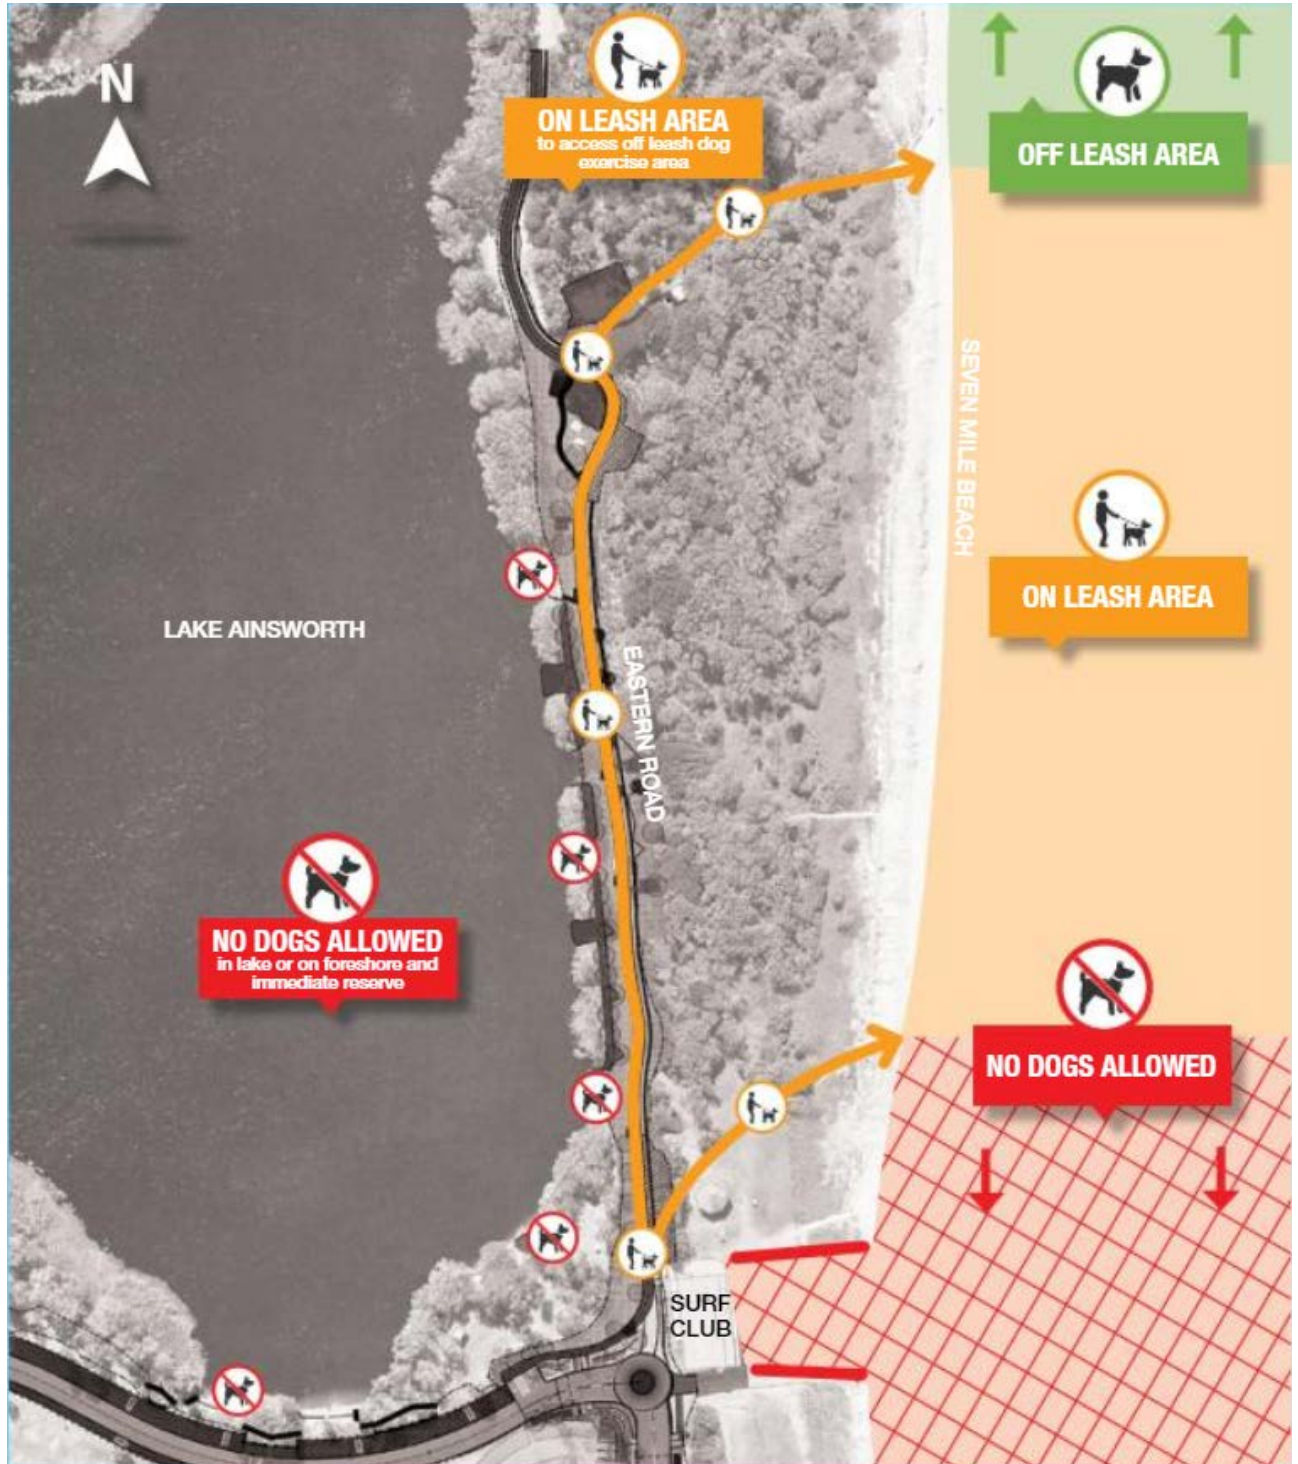 N
ON LEASH AREA
to access off leash dog
exercise area
OFF LEASH AREA
SEVEN MILE BEACH
ON LEASH AREA
LAKE AINSWORTH
EASTERN ROAD
NO DOGS ALLOWED
in lake or on foreshore and
immediate reserve
NO DOGS ALLOWED
SURF
CLUB